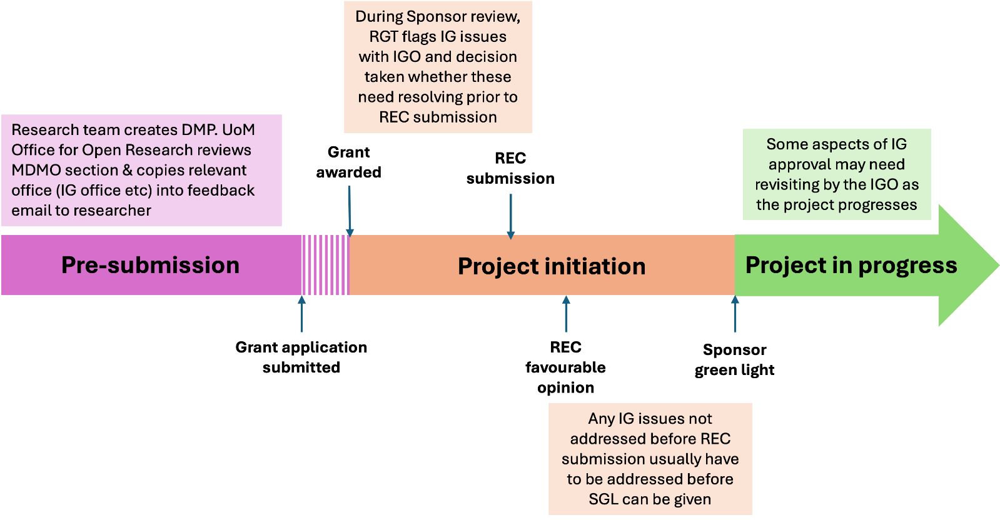 During Sponsor review,
RGT flags IG issues
with IGO and decision
taken whether these
need resolving prior to
REC submission
Research team creates DMP. UoM
Office for Open Research reviews
MDMO section & copies relevant
office (IG office etc) into feedback
email to researcher
Grant
awarded
REC
submission
Some aspects of IG
approval may need
revisiting by the IGO as
the project progresses
Pre-submission
Project initiation
Project in progress
Grant application
submitted
REC
favourable
opinion
Sponsor
green light
Any IG issues not
addressed before REC
submission usually have
to be addressed before
SGL can be given